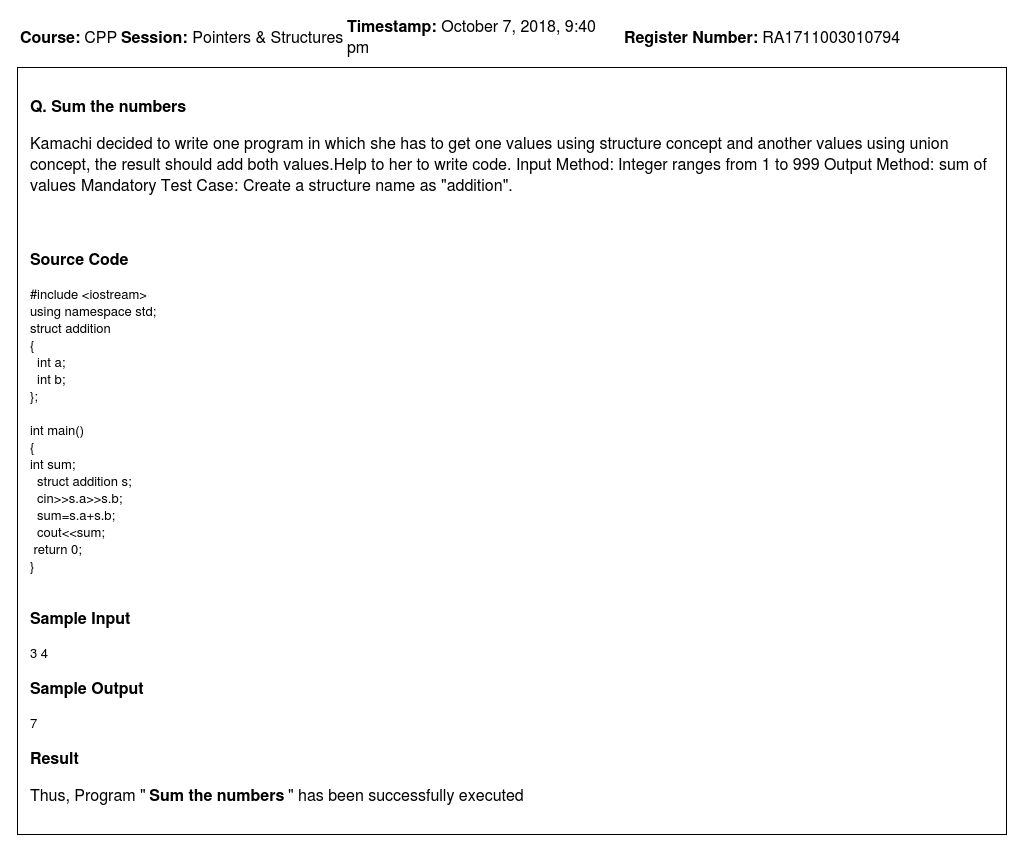 Course: CPP Session: Pointers & Structures Timestamp: October 7, 2018, 9:40 pm Register Number: RA1711003010794
Q. Sum the numbers
Kamachi decided to write one program in which she has to get one values using structure concept and another values using union
concept, the result should add both values.Help to her to write code. Input Method: Integer ranges from 1 to 999 Output Method: sum of
values Mandatory Test Case: Create a structure name as "addition".
Source Code
#include <iostream>
using namespace std;
struct addition
{
  int a;
  int b;
};
int main()
{
int sum;
  struct addition s;
  cin>>s.a>>s.b;
  sum=s.a+s.b;
  cout<<sum;
 return 0;
}
Sample Input
3 4
Sample Output
7
Result
Thus, Program " Sum the numbers " has been successfully executed